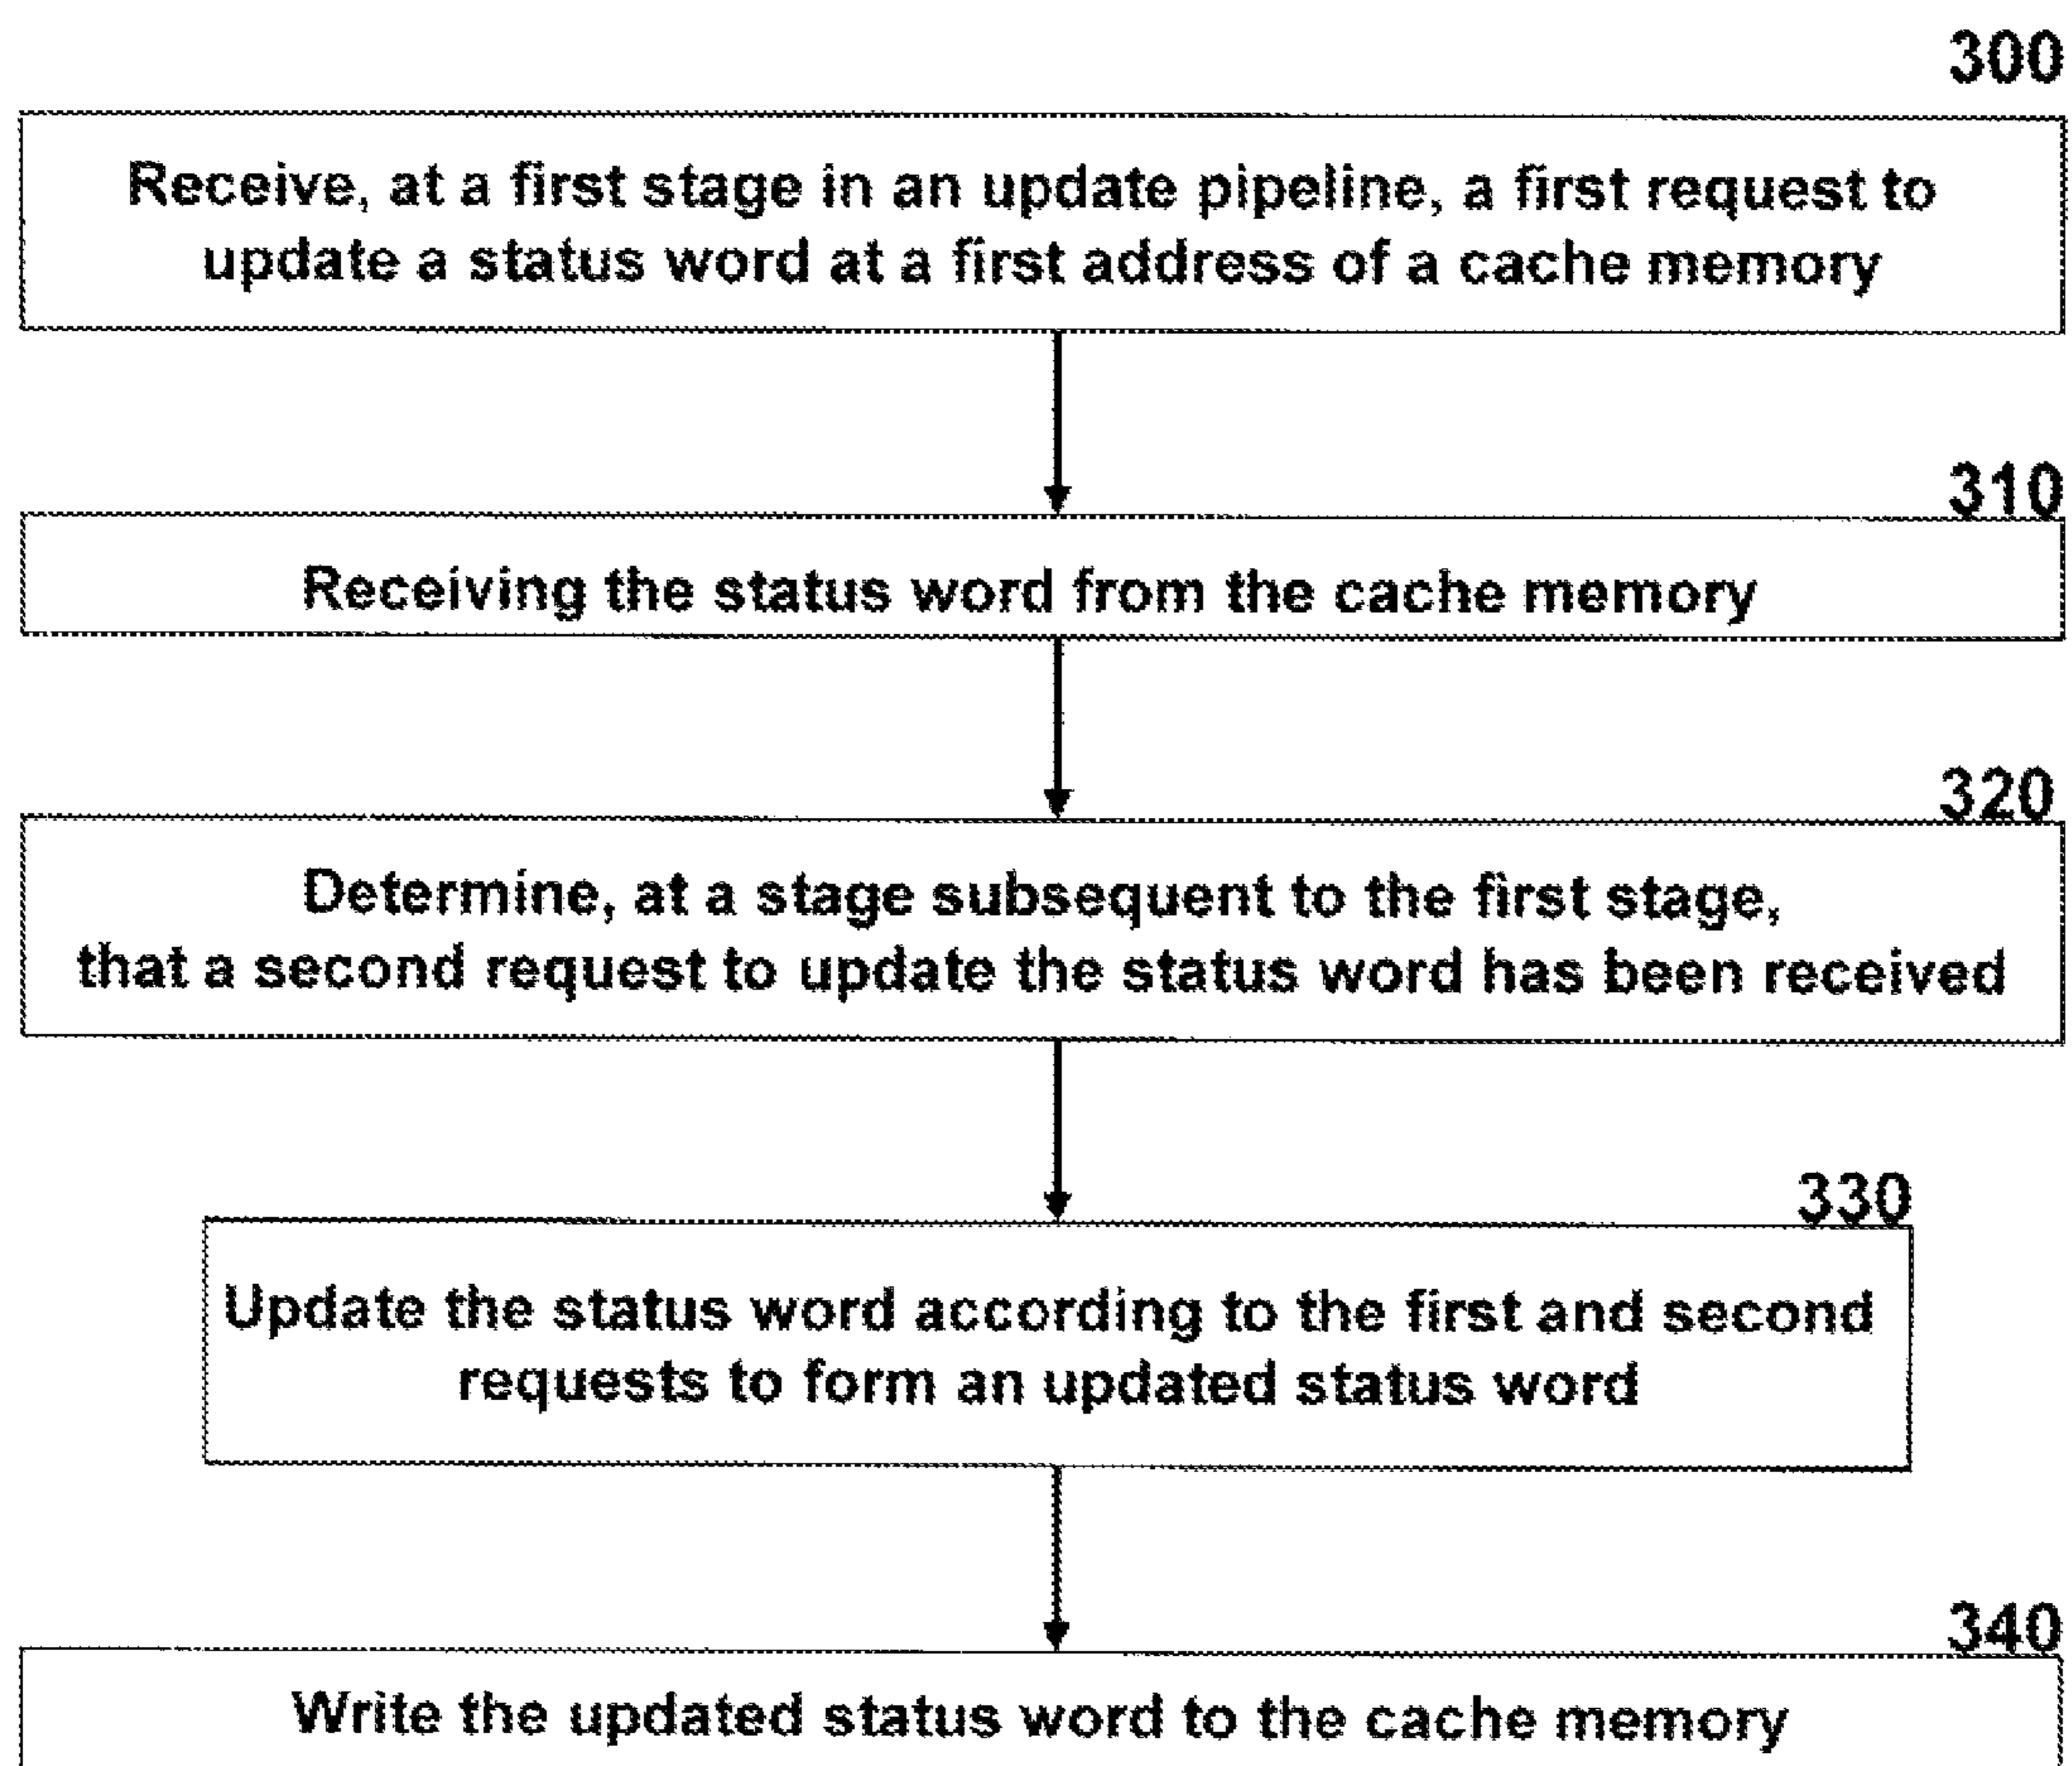 300
Receive, at a first stage in an update pipeline, a first request to
update a status word at a first address of a cache memory
310
Receiving the status word from the cache memory
320
Determine, at a stage subsequent to the first stage,
that a second request to update the status word has been received
330
Update the status word according to the first and second
requests to form an updated status word
340
Write the updated status word to the cache memory